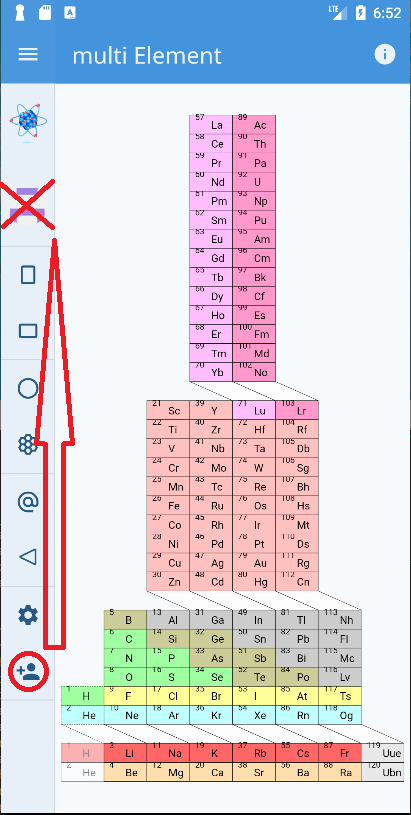 A LTE 6:52
multi Element
57 La 89 Ac
58 Ce 90 Th
59 Pr 91 Pa
60 Nd 92 U
61 Pm 93 Np
62 Sm 94 Pu
63 Eu 95 Am
64 Gd 96 Cm
65 Tb 97 Bk
66 Dy 98 Cf
67 Ho 99 Es
68 Er 100 Fm
69 Tm 101 Md
70 Yb 102 No
21 Sc 39 Y 71 Lu 103 Lr
22 Ti 40 Zr 72 Hf 104 Rf
23 V 41 Nb 73 Ta 105 Db
24 Cr 42 Mo 74 W 106 Sg
25 Mn 43 Tc 75 Re 107 Bh
26 Fe 44 Ru 76 Os 108 Hs
27 Co 45 Rh 77 Ir 109 Mt
28 Ni 46 Pd 78 Pt 110 Ds
29 Cu 47 Ag 79 Au 111 Rg
30 Zn 48 Cd 80 Hg 112 Cn
@
5 B 13 Al 31 Ga 49 In 81 Tl 113 Nh
6 C 14 Si 32 Ge 50 Sn 82 Pb 114 Fl
7 N 15 P 33 As 51 Sb 83 Bi 115 Mc
8 O 16 S 34 Se 52 Te 84 Po 116 Lv
1 H 9 F 17 Cl 35 Br 53 I 85 At 117 Ts
2 He 10 Ne 18 Ar 36 Kr 54 Xe 86 Rn 118 Og
1 H 3 Li 11 Na 19 K 37 Rb 55 Cs 87 Fr 119 Uue
2 He 4 Be 12 Mg 20 Ca 38 Sr 56 Ba 88 Ra 120 Ubn